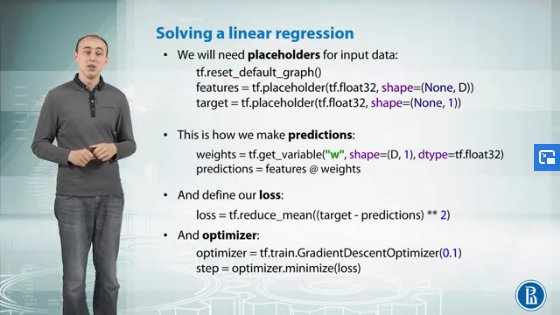 Solving a linear regression
• We will need placeholders for input data:
tf.reset_default_graph()
features = tf.placeholder(tf.float32, shape=(None, D))
target = tf.placeholder(tf.float32, shape=(None, 1))
• This is how we make predictions:
weights = tf.get_variable("w", shape=(D, 1), dtype=tf.float32)
predictions = features @ weights
• And define our loss:
loss = tf.reduce_mean((target - predictions) ** 2)
• And optimizer:
optimizer = tf.train.GradientDescentOptimizer(0.1)
step = optimizer.minimize(loss)